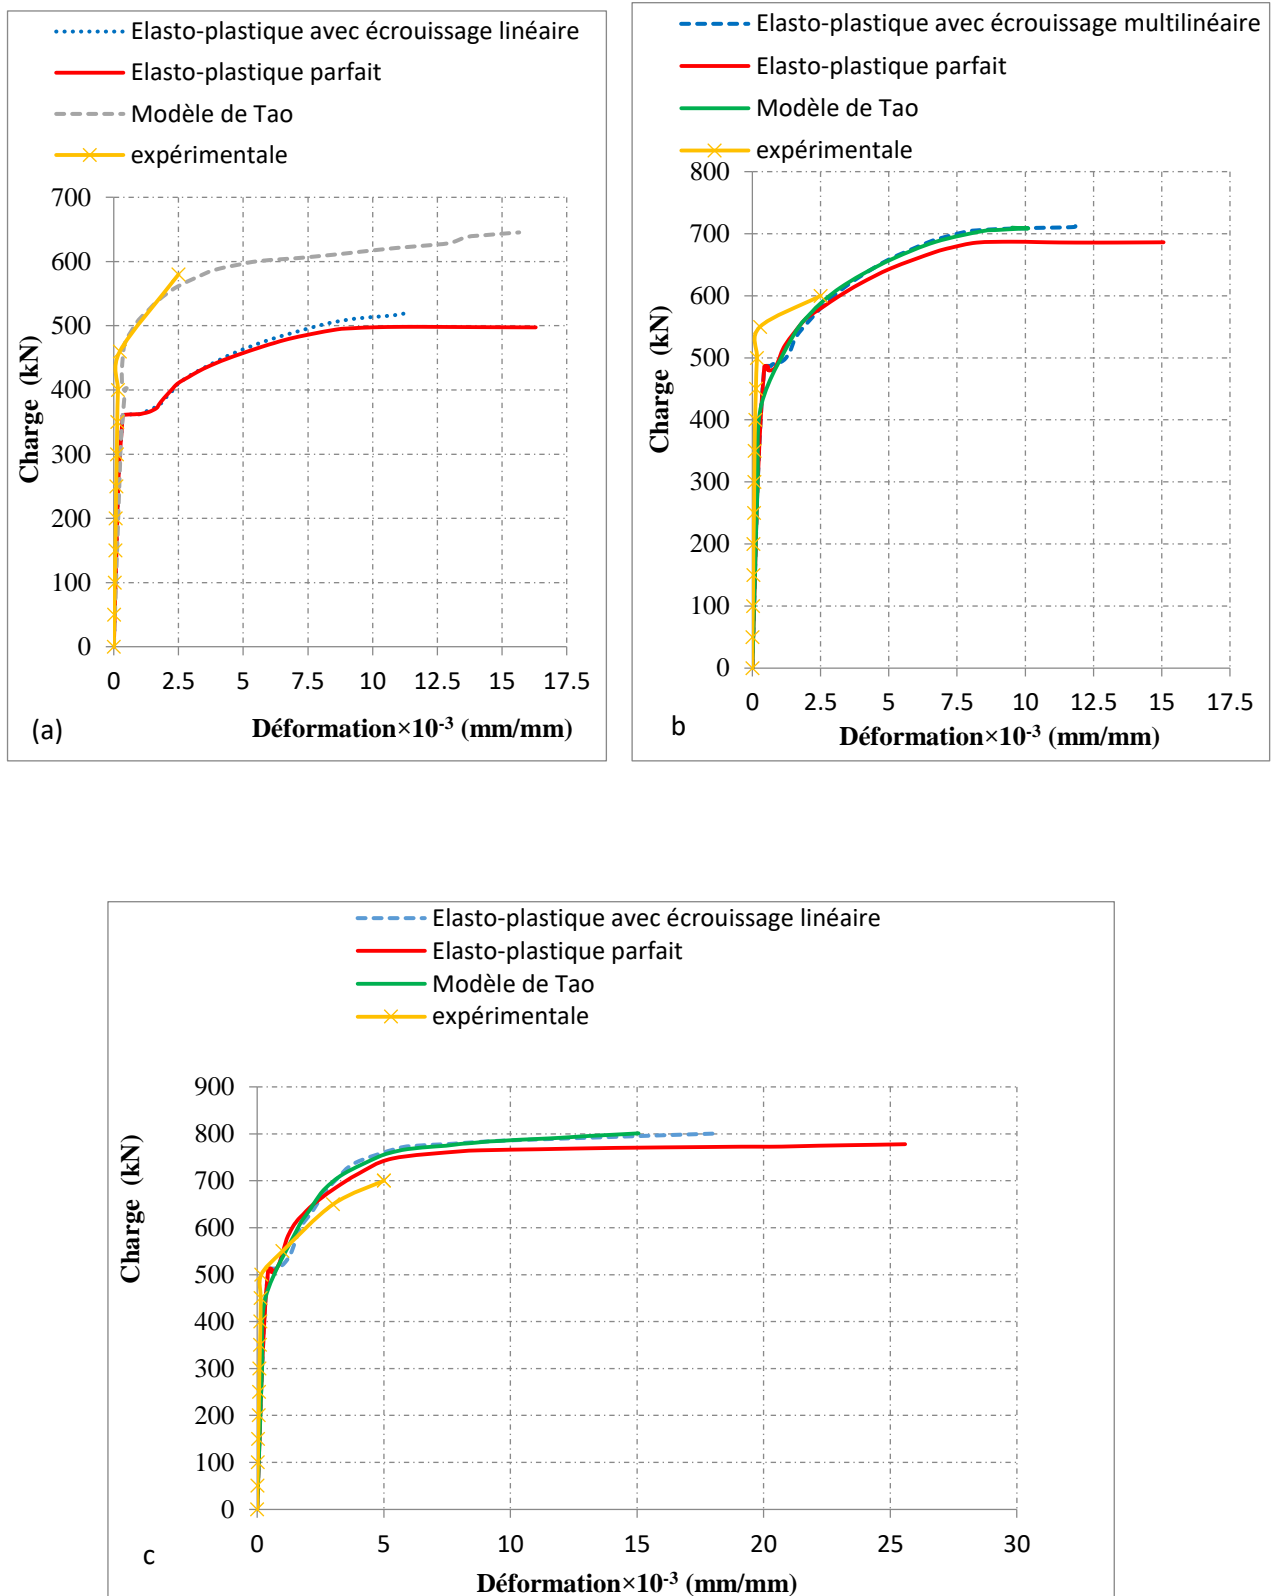 Elasto-plastique avec écrouissage linéaire
Elasto-plastique parfait
Modèle de Tao
expérimentale
700
600
500
400
300
200
100
0
Charge (kN)
0 2.5 5 7.5 10 12.5 15 17.5
(a)
Déformation×10⁻³ (mm/mm)
Elasto-plastique avec écrouissage multilinéaire
Elasto-plastique parfait
Modèle de Tao
expérimentale
800
700
600
500
400
300
200
100
0
Charge (kN)
0 2.5 5 7.5 10 12.5 15 17.5
b
Déformation×10⁻³ (mm/mm)
Elasto-plastique avec écrouissage linéaire
Elasto-plastique parfait
Modèle de Tao
expérimentale
900
800
700
600
500
400
300
200
100
0
Charge (kN)
0 5 10 15 20 25 30
c
Déformation×10⁻³ (mm/mm)